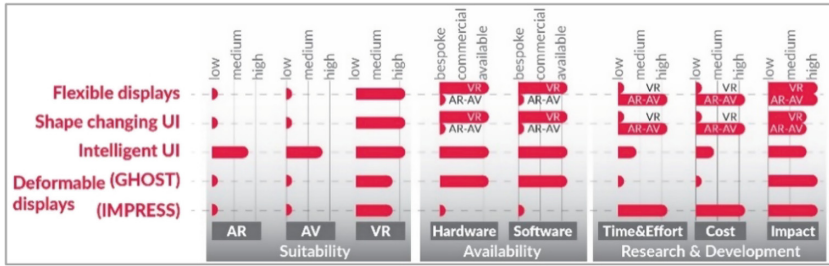 low
medium
high
low
medium
high
low
medium
high
bespoke
commercial
available
bespoke
commercial
available
low
medium
high
low
medium
high
low
medium
high
Flexible displays VR VR VR VR VR
AR-AV AR-AV AR-AV AR-AV AR-AV
Shape changing UI VR VR VR VR VR
AR-AV AR-AV AR-AV AR-AV AR-AV
Intelligent UI
Deformable (GHOST)
displays (IMPRESS)
AR AV VR Hardware Software Time&Effort Cost Impact
Suitability Availability Research & Development